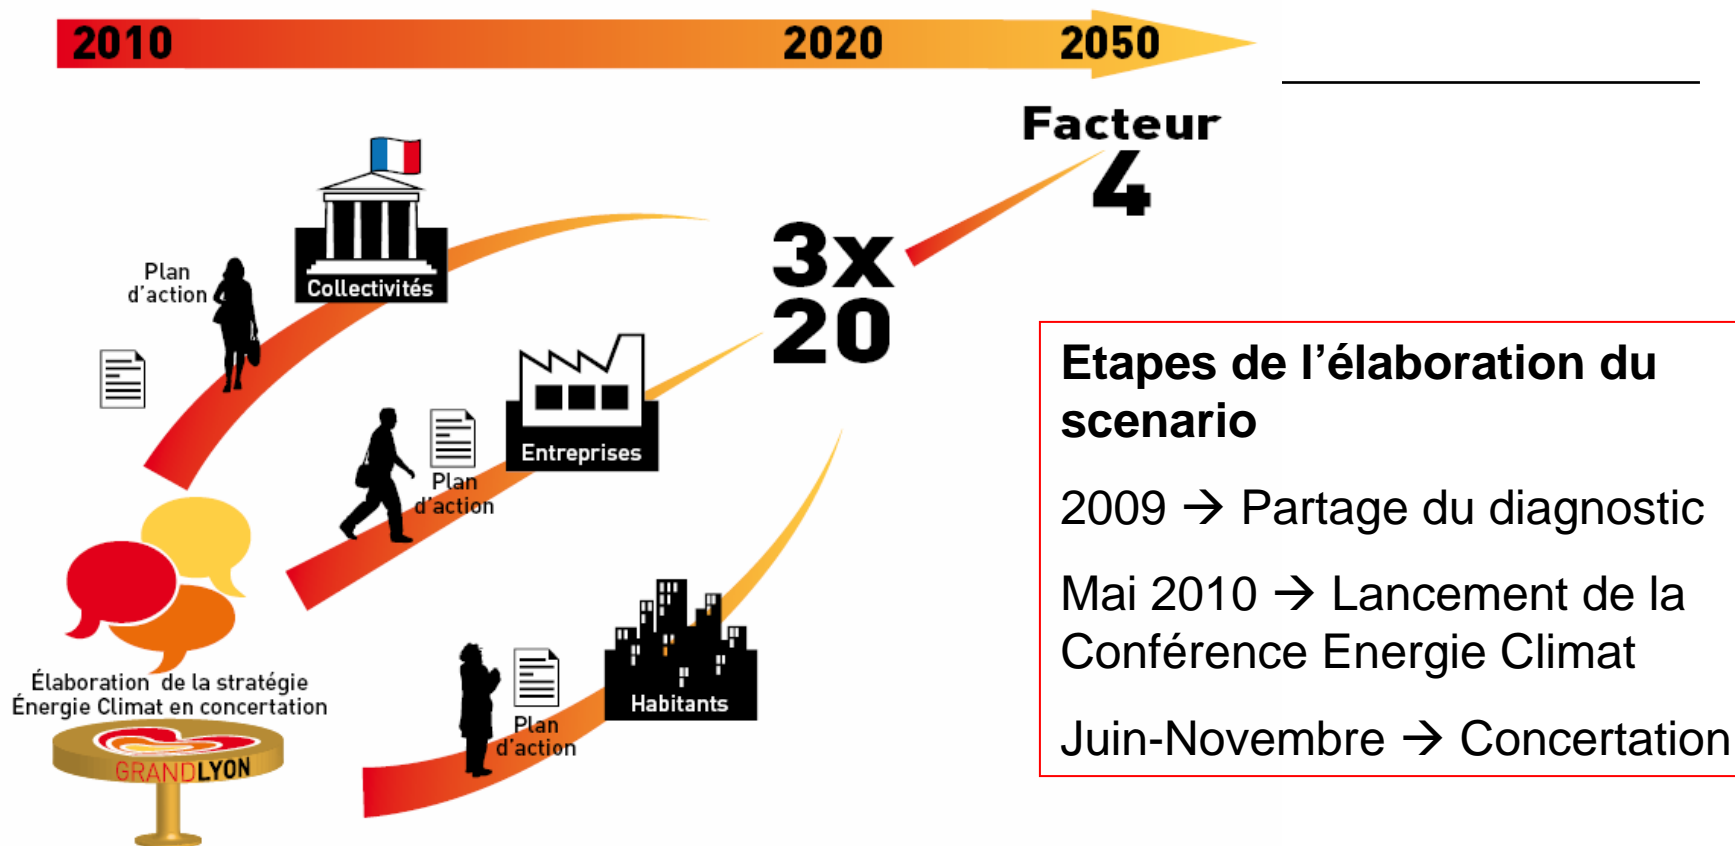 2010
2020
2050
Facteur
4
3x
20
Plan
d’action
Collectivités
Plan
d’action
Entreprises
Plan
d’action
Habitants
Élaboration de la stratégie
Énergie Climat en concertation
GRANDLYON
Etapes de l’élaboration du
scenario
2009 → Partage du diagnostic
Mai 2010 → Lancement de la
Conférence Energie Climat
Juin-Novembre → Concertation